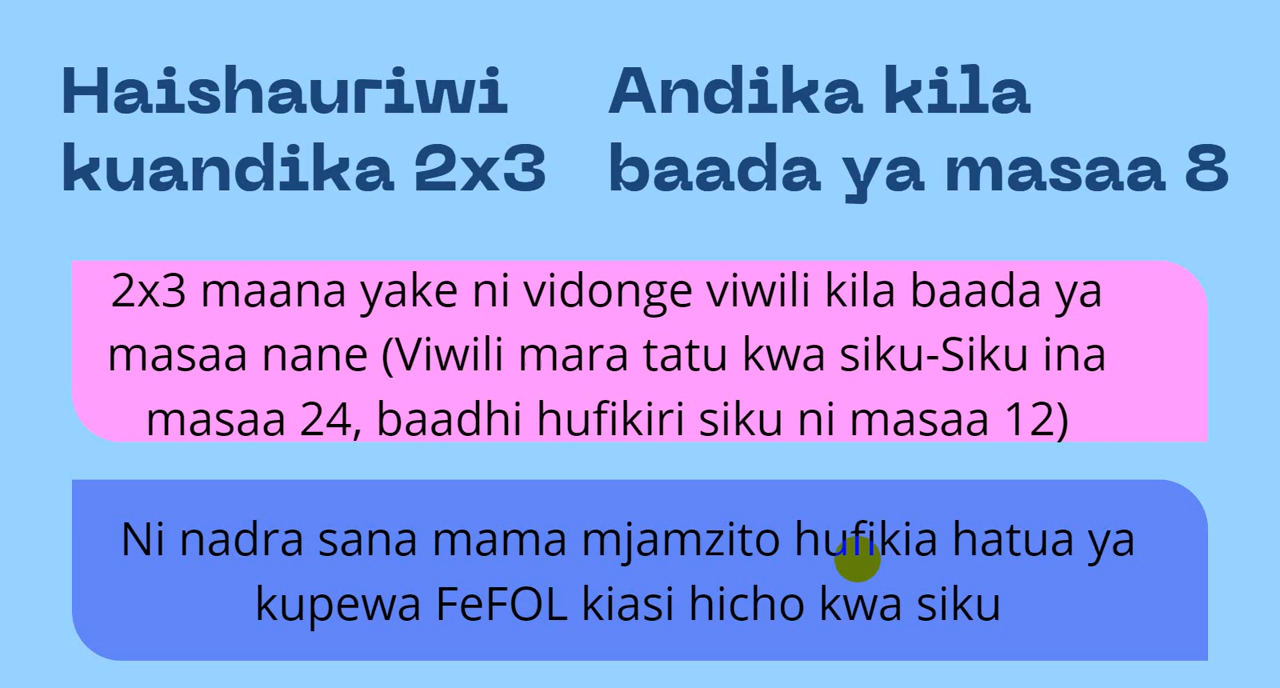 Haishauriwi
kuandika 2x3
Andika kila
baada ya masaa 8
2x3 maana yake ni vidonge viwili kila baada ya
masaa nane (Viwili mara tatu kwa siku-Siku ina
masaa 24, baadhi hufikiri siku ni masaa 12)
Ni nadra sana mama mjamzito hufikia hatua ya
kupewa FeFOL kiasi hicho kwa siku